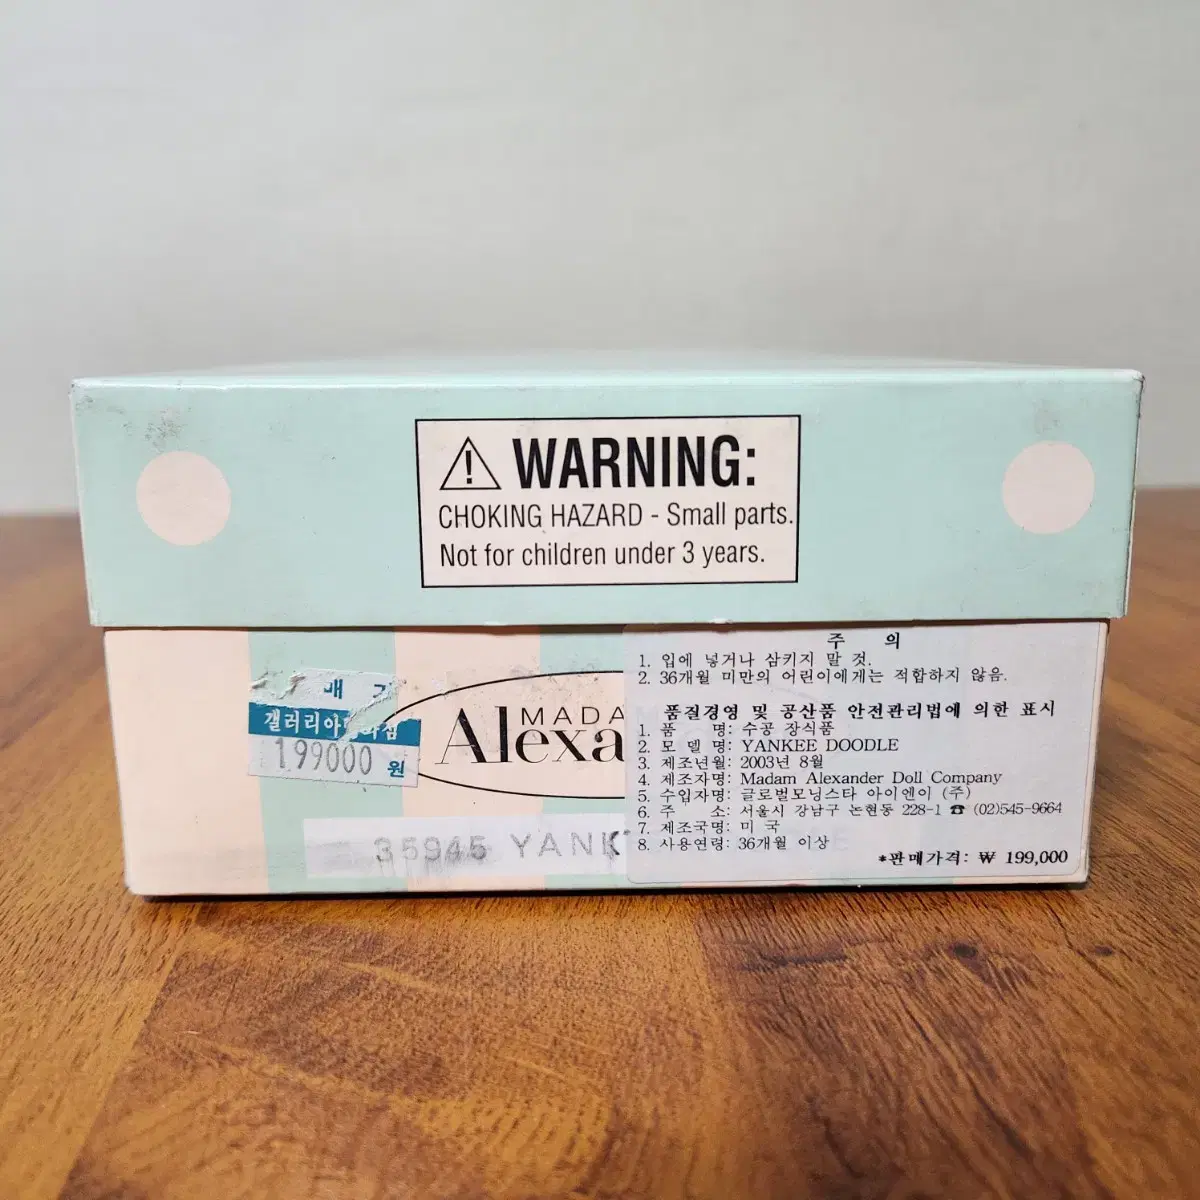 WARNING:
CHOKING HAZARD - Small parts.
Not for children under 3 years.
매
갤러리아
199000 원
MADA
Alexa
35945 YANK
주 의
1. 입에 넣거나 삼키지 말 것.
2. 36개월 미만의 어린이에게는 적합하지 않음.
품질경영 및 공산품 안전관리법에 의한 표시
1. 품 명: 수공 장식품
2. 모 델 명: YANKEE DOODLE
3. 제조년월: 2003년 8월
4. 제조자명: Madam Alexander Doll Company
5. 수입자명: 글로벌모닝스타 아이엔이 (주)
6. 주 소: 서울시 강남구 논현동 228-1 ☎ (02)545-9664
7. 제조국명: 미 국
8. 사용연령: 36개월 이상
*판매가격: ₩ 199,000